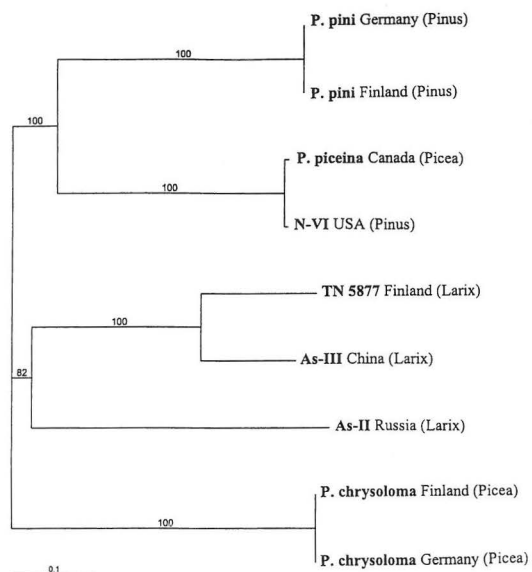 P. pini Germany (Pinus)
100
P. pini Finland (Pinus)
100
P. piceina Canada (Picea)
100
N-VI USA (Pinus)
TN 5877 Finland (Larix)
100
As-III China (Larix)
82
As-II Russia (Larix)
P. chrysoloma Finland (Picea)
100
P. chrysoloma Germany (Picea)
0.1